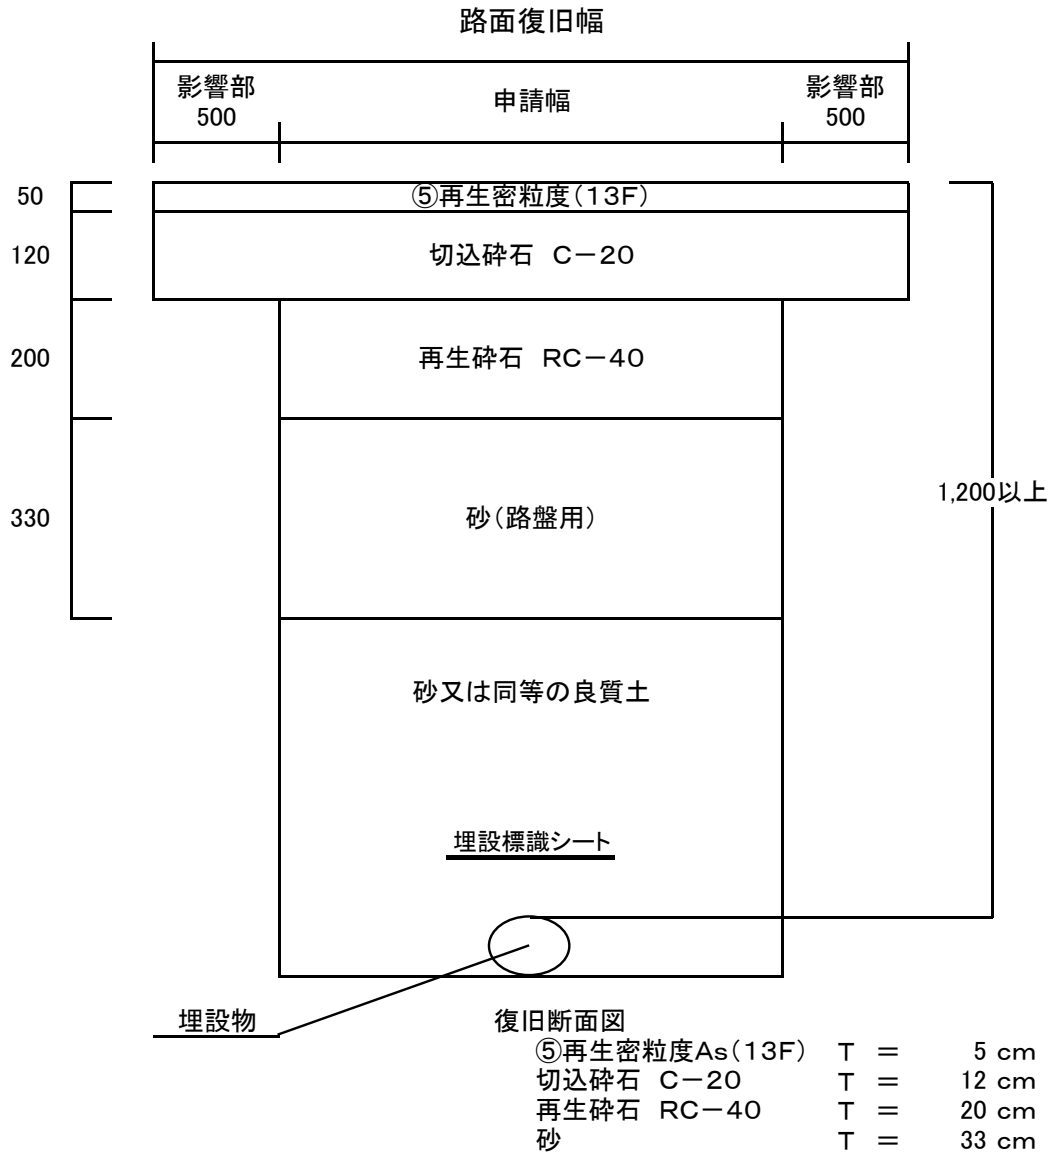 路面復旧幅
影響部
500
申請幅
影響部
500
50
⑤再生密粒度(13F)
120
切込砕石 C-20
200
再生砕石 RC-40
330
砂(路盤用)
1,200以上
砂又は同等の良質土
埋設標識シート
埋設物
復旧断面図
⑤再生密粒度As(13F) T = 5 cm
切込砕石 C-20 T = 12 cm
再生砕石 RC-40 T = 20 cm
砂 T = 33 cm